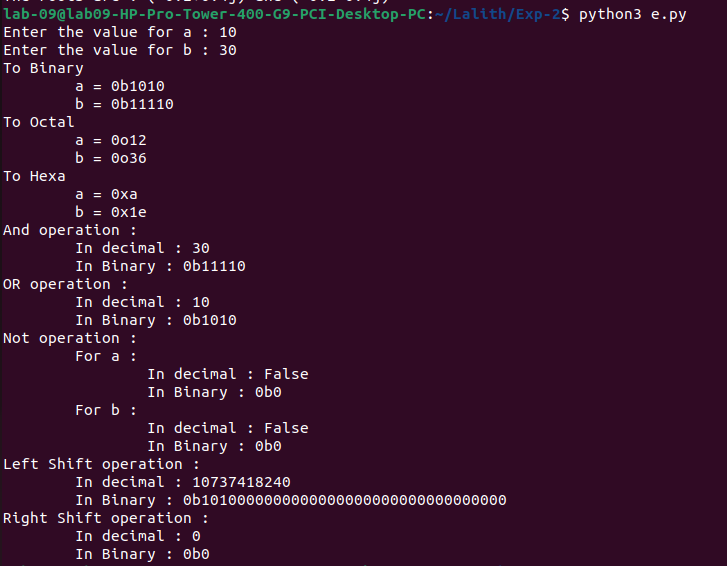 lab-09@lab09-HP-Pro-Tower-400-G9-PCI-Desktop-PC:~/Lalith/Exp-2$ python3 e.py
Enter the value for a : 10
Enter the value for b : 30
To Binary
        a = 0b1010
        b = 0b11110
To Octal
        a = 0o12
        b = 0o36
To Hexa
        a = 0xa
        b = 0x1e
And operation :
        In decimal : 30
        In Binary : 0b11110
OR operation :
        In decimal : 10
        In Binary : 0b1010
Not operation :
        For a :
                In decimal : False
                In Binary : 0b0
        For b :
                In decimal : False
                In Binary : 0b0
Left Shift operation :
        In decimal : 10737418240
        In Binary : 0b1010000000000000000000000000000000
Right Shift operation :
        In decimal : 0
        In Binary : 0b0